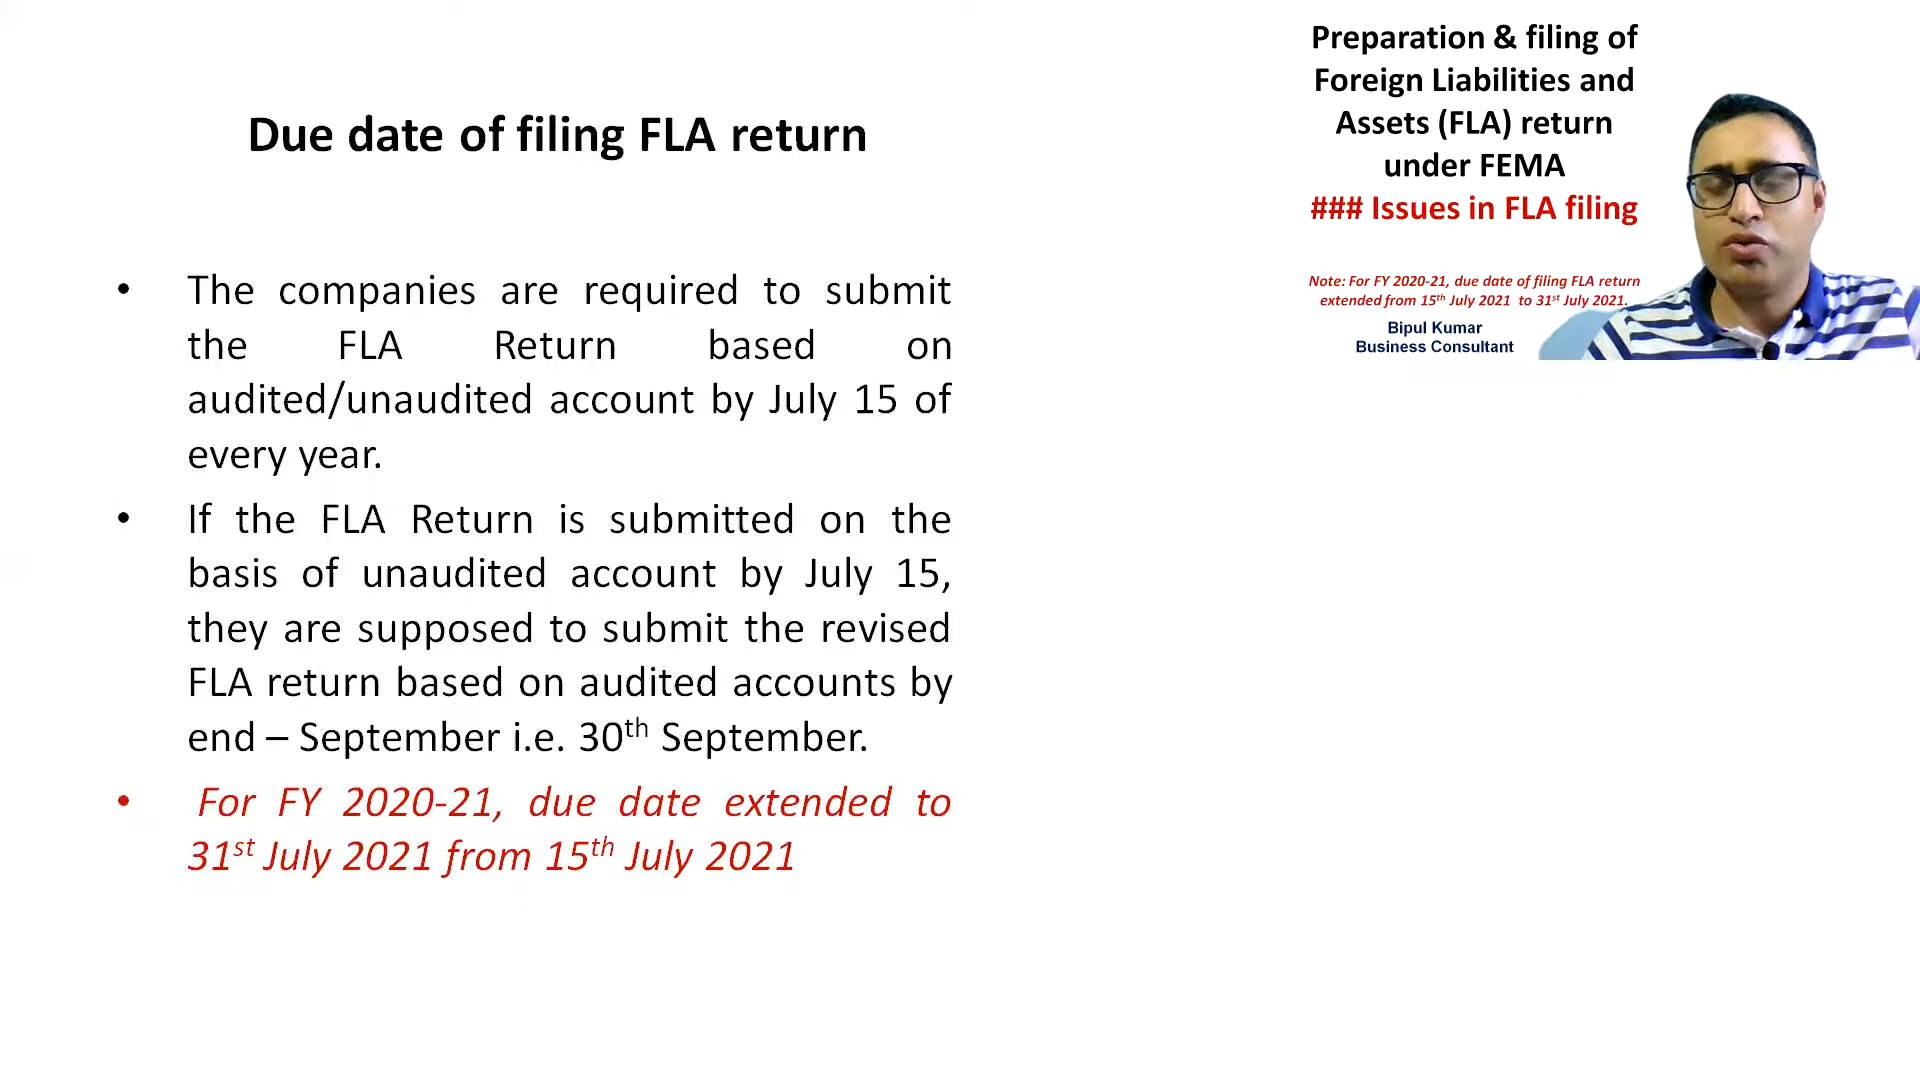 Due date of filing FLA return
• The companies are required to submit
the FLA Return based on
audited/unaudited account by July 15 of
every year.
• If the FLA Return is submitted on the
basis of unaudited account by July 15,
they are supposed to submit the revised
FLA return based on audited accounts by
end – September i.e. 30th September.
• For FY 2020-21, due date extended to
31st July 2021 from 15th July 2021
Preparation & filing of
Foreign Liabilities and
Assets (FLA) return
under FEMA
### Issues in FLA filing
Note: For FY 2020-21, due date of filing FLA return
extended from 15th July 2021 to 31st July 2021.
Bipul Kumar
Business Consultant